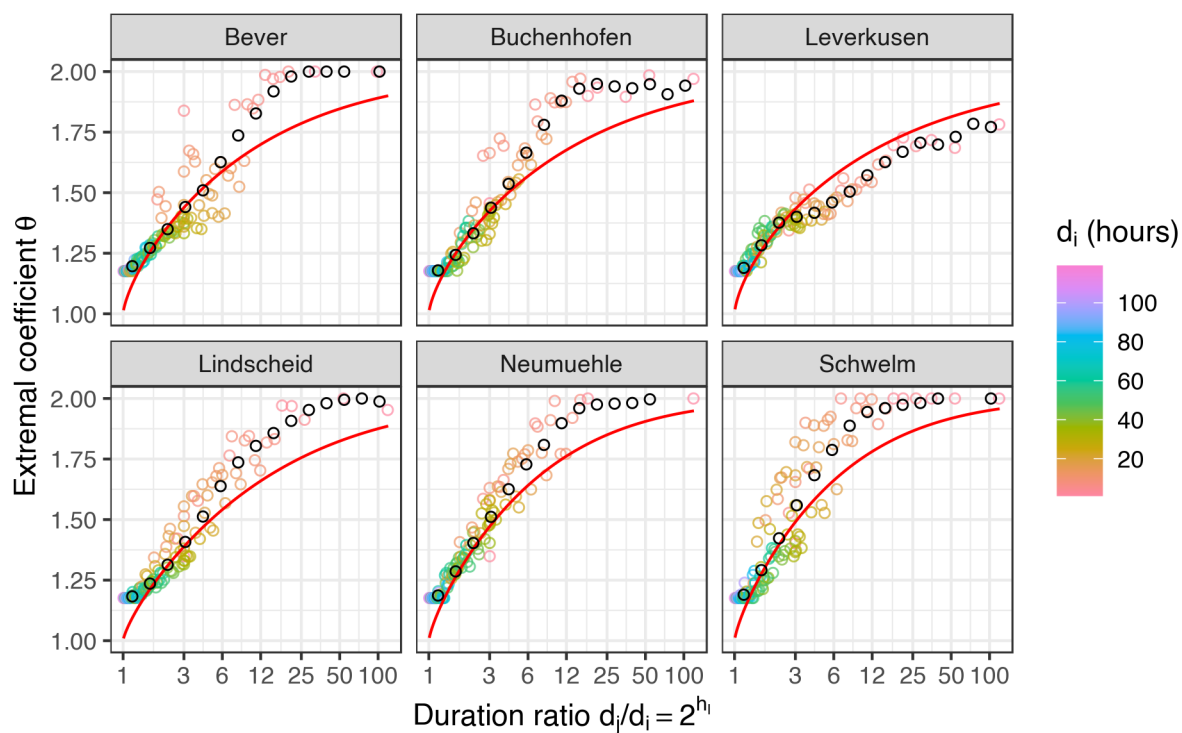 Bever Buchenhofen Leverkusen
2.00
1.75
1.50
1.25
1.00
Lindscheid Neumuehle Schwelm
2.00
1.75
1.50
1.25
1.00
1 3 6 12 25 50 100 1 3 6 12 25 50 100 1 3 6 12 25 50 100
Extremal coefficient θ
Duration ratio dj/di = 2^hl
di (hours)
100
80
60
40
20